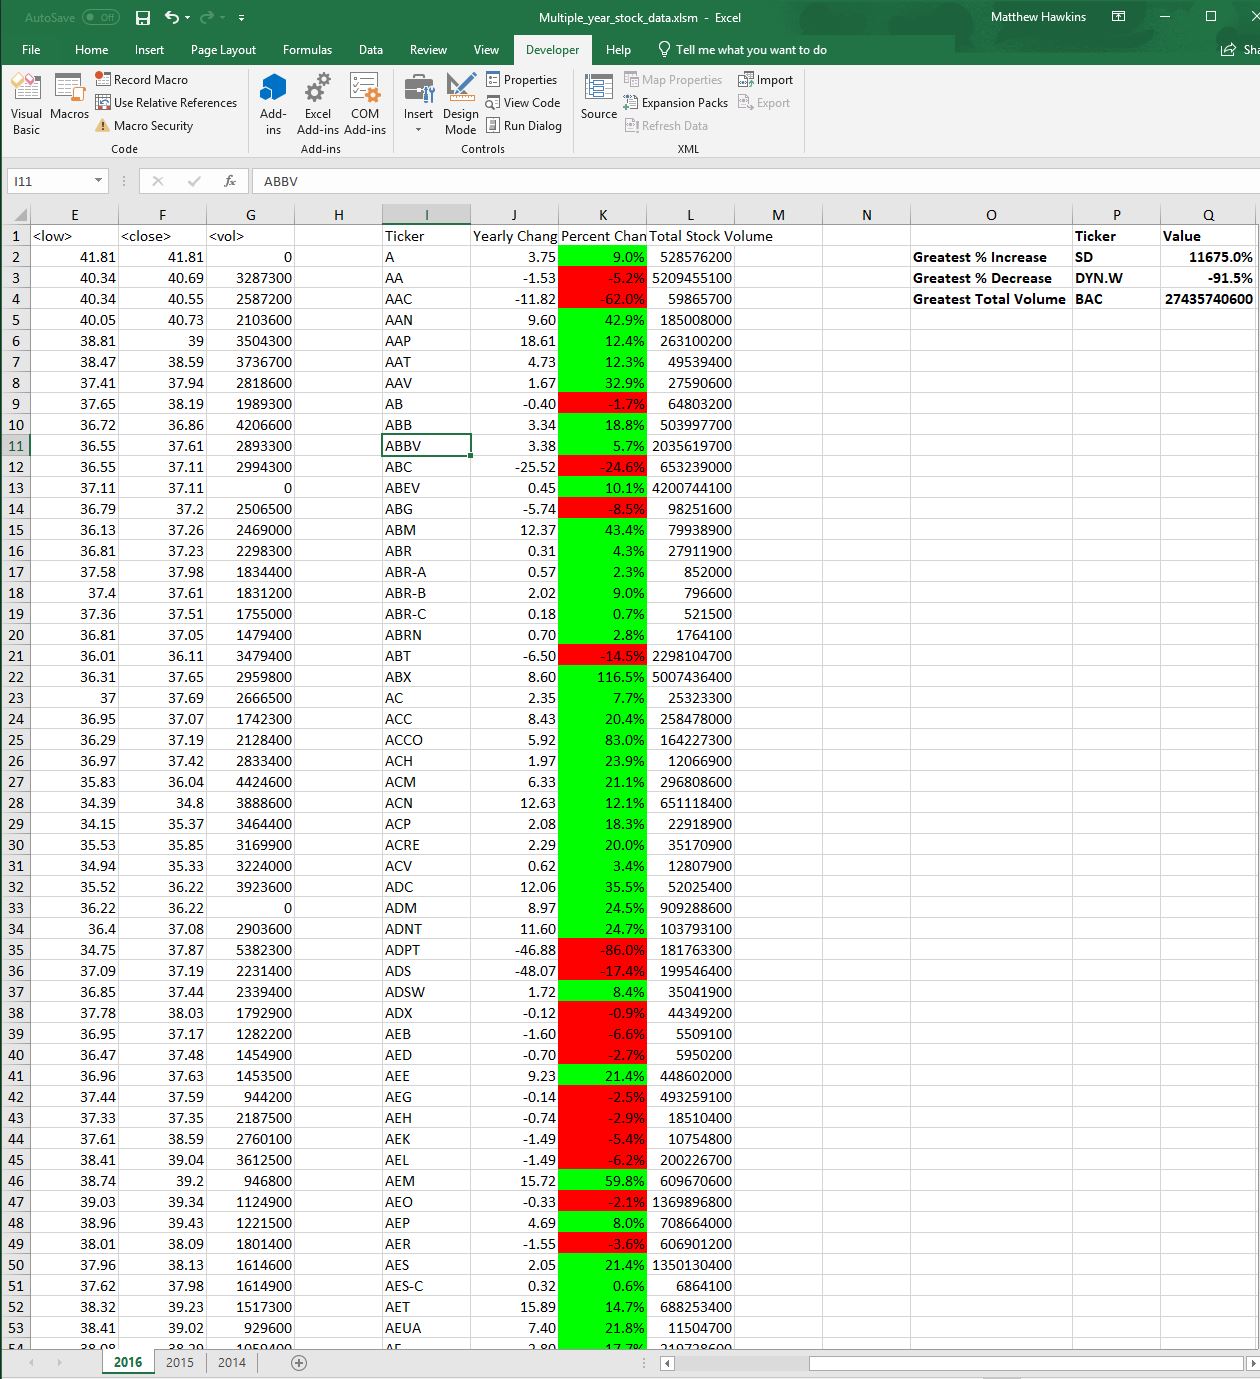 AutoSave Off Multiple_year_stock_data.xlsm - Excel Matthew Hawkins
File Home Insert Page Layout Formulas Data Review View Developer Help Tell me what you want to do
Visual Basic Macros Record Macro Use Relative References Macro Security Code
Add-ins Excel Add-ins COM Add-ins Add-ins
Insert Design Mode Properties View Code Run Dialog Controls
Source Map Properties Expansion Packs Refresh Data Import Export XML
I11 fx ABBV
E F G H I J K L M N O P Q
1 <low> <close> <vol> Ticker Yearly Chang Percent Chan Total Stock Volume Ticker Value
2 41.81 41.81 0 A 3.75 9.0% 528576200 Greatest % Increase SD 11675.0%
3 40.34 40.69 3287300 AA -1.53 -5.2% 5209455100 Greatest % Decrease DYN.W -91.5%
4 40.34 40.55 2587200 AAC -11.82 -62.0% 59865700 Greatest Total Volume BAC 27435740600
5 40.05 40.73 2103600 AAN 9.60 42.9% 185008000
6 38.81 39 3504300 AAP 18.61 12.4% 263100200
7 38.47 38.59 3736700 AAT 4.73 12.3% 49539400
8 37.41 37.94 2818600 AAV 1.67 32.9% 27590600
9 37.65 38.19 1989300 AB -0.40 -1.7% 64803200
10 36.72 36.86 4206600 ABB 3.34 18.8% 503997700
11 36.55 37.61 2893300 ABBV 3.38 5.7% 2035619700
12 36.55 37.11 2994300 ABC -25.52 -24.6% 653239000
13 37.11 37.11 0 ABEV 0.45 10.1% 4200744100
14 36.79 37.2 2506500 ABG -5.74 -8.5% 98251600
15 36.13 37.26 2469000 ABM 12.37 43.4% 79938900
16 36.81 37.23 2298300 ABR 0.31 4.3% 27911900
17 37.58 37.98 1834400 ABR-A 0.57 2.3% 852000
18 37.4 37.61 1831200 ABR-B 2.02 9.0% 796600
19 37.36 37.51 1755000 ABR-C 0.18 0.7% 521500
20 36.81 37.05 1479400 ABRN 0.70 2.8% 1764100
21 36.01 36.11 3479400 ABT -6.50 -14.5% 2298104700
22 36.31 37.65 2959800 ABX 8.60 116.5% 5007436400
23 37 37.69 2666500 AC 2.35 7.7% 25323300
24 36.95 37.07 1742300 ACC 8.43 20.4% 258478000
25 36.29 37.19 2128400 ACCO 5.92 83.0% 164227300
26 36.97 37.42 2833400 ACH 1.97 23.9% 12066900
27 35.83 36.04 4424600 ACM 6.33 21.1% 296808600
28 34.39 34.8 3888600 ACN 12.63 12.1% 651118400
29 34.15 35.37 3464400 ACP 2.08 18.3% 22918900
30 35.53 35.85 3169900 ACRE 2.29 20.0% 35170900
31 34.94 35.33 3224000 ACV 0.62 3.4% 12807900
32 35.52 36.22 3923600 ADC 12.06 35.5% 52025400
33 36.22 36.22 0 ADM 8.97 24.5% 909288600
34 36.4 37.08 2903600 ADNT 11.60 24.7% 103793100
35 34.75 37.87 5382300 ADPT -46.88 -86.0% 181763300
36 37.09 37.19 2231400 ADS -48.07 -17.4% 199546400
37 36.85 37.44 2339400 ADSW 1.72 8.4% 35041900
38 37.78 38.03 1792900 ADX -0.12 -0.9% 44349200
39 36.95 37.17 1282200 AEB -1.60 -6.6% 5509100
40 36.47 37.48 1454900 AED -0.70 -2.7% 5950200
41 36.96 37.63 1453500 AEE 9.23 21.4% 448602000
42 37.44 37.59 944200 AEG -0.14 -2.5% 493259100
43 37.33 37.35 2187500 AEH -0.74 -2.9% 18510400
44 37.61 38.59 2760100 AEK -1.49 -5.4% 10754800
45 38.41 39.04 3612500 AEL -1.49 -6.2% 200226700
46 38.74 39.2 946800 AEM 15.72 59.8% 609670600
47 39.03 39.34 1124900 AEO -0.33 -2.1% 1369896800
48 38.96 39.43 1221500 AEP 4.69 8.0% 708664000
49 38.01 38.09 1801400 AER -1.55 -3.6% 606901200
50 37.96 38.13 1614600 AES 2.05 21.4% 1350130400
51 37.62 37.98 1614900 AES-C 0.32 0.6% 6864100
52 38.32 39.23 1517300 AET 15.89 14.7% 688253400
53 38.41 39.02 929600 AEUA 7.40 21.8% 11504700
2016 2015 2014